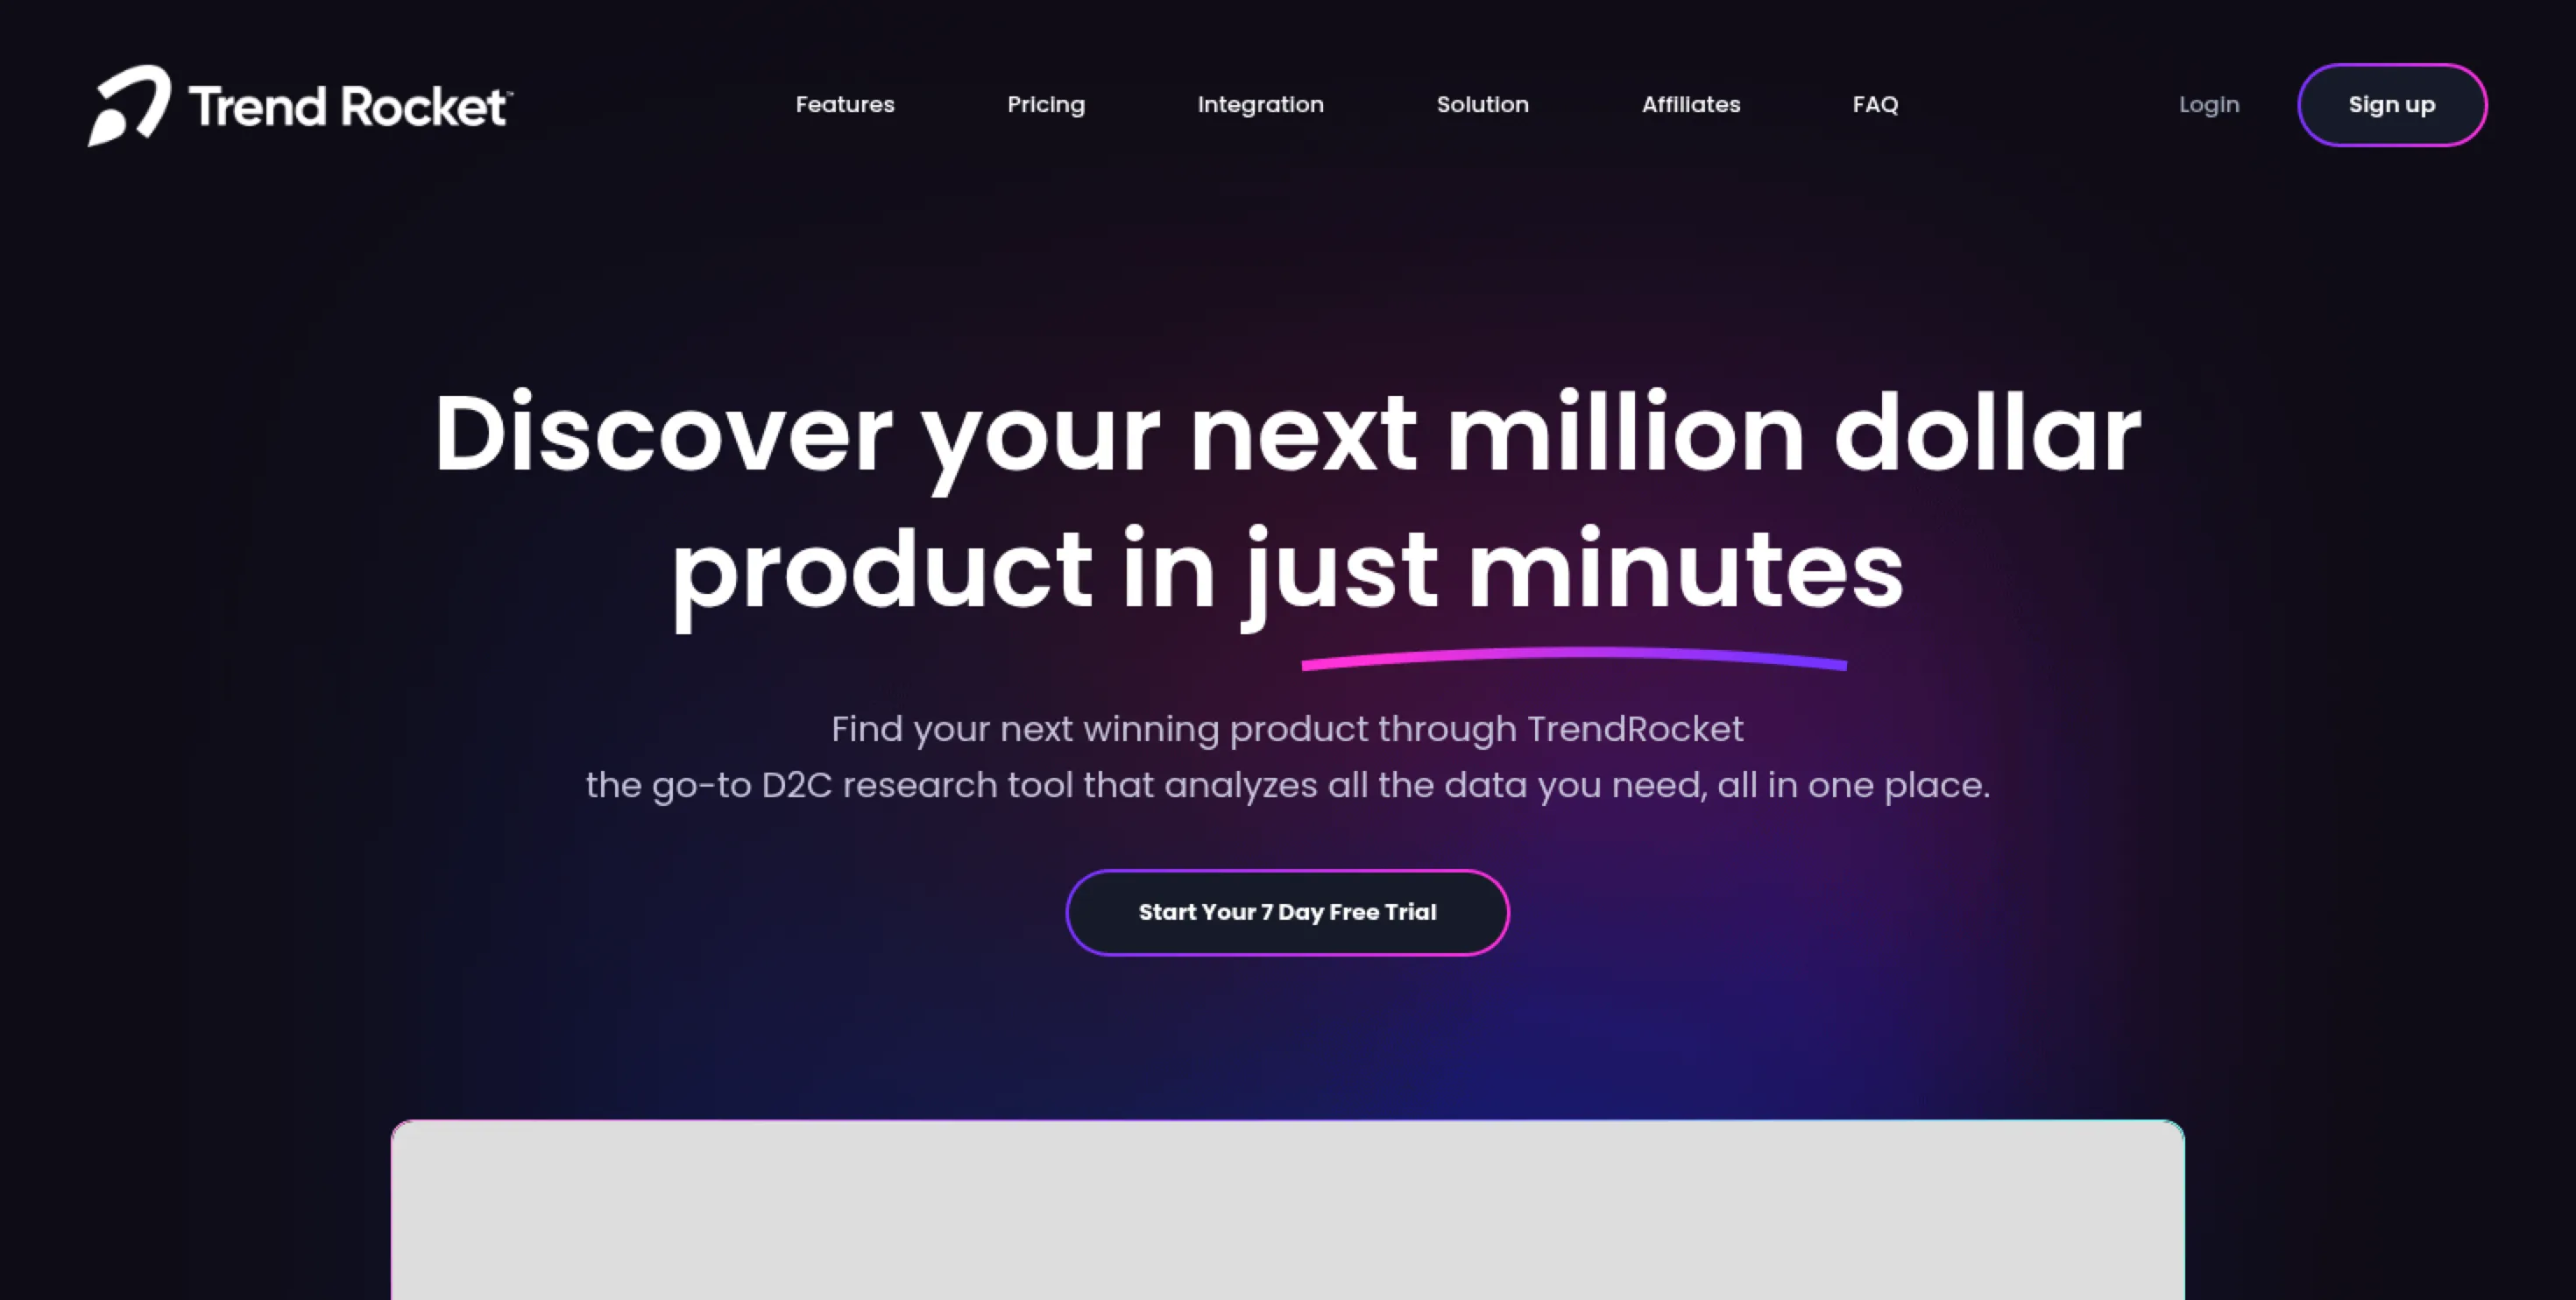 Trend Rocket™
Features
Pricing
Integration
Solution
Affiliates
FAQ
Login
Sign up
Discover your next million dollar
product in just minutes
Find your next winning product through TrendRocket
the go-to D2C research tool that analyzes all the data you need, all in one place.
Start Your 7 Day Free Trial